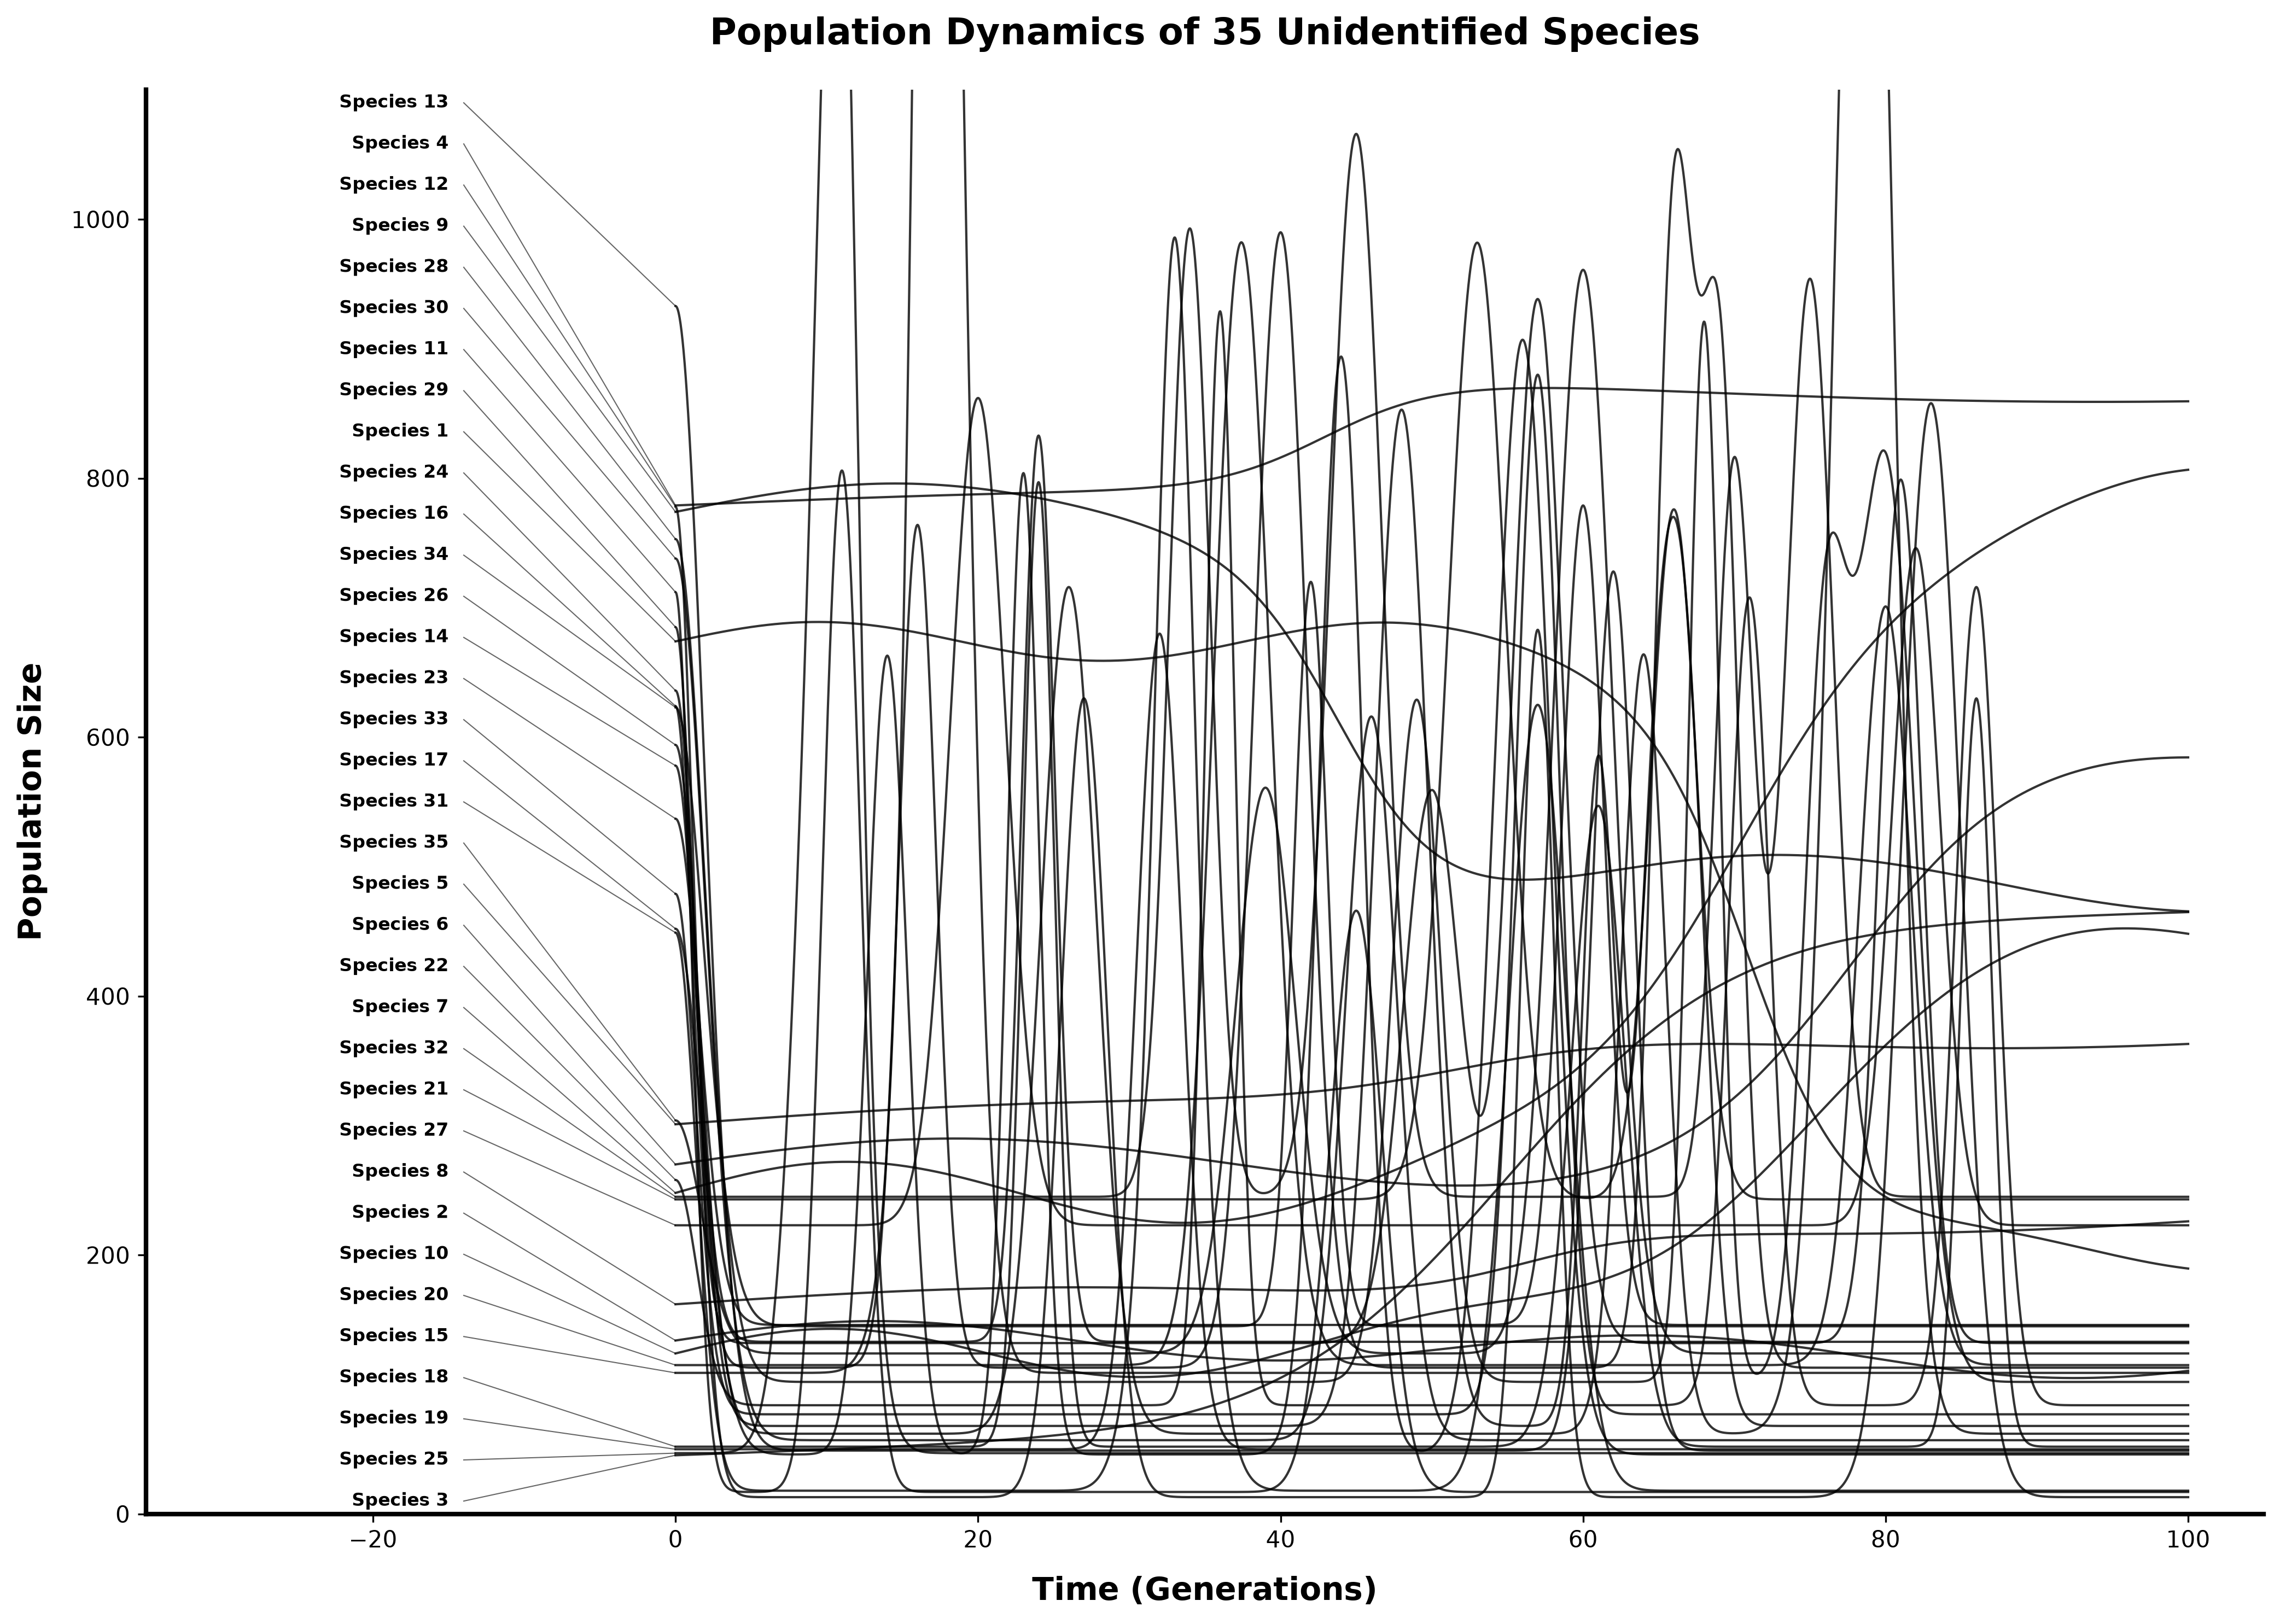 Population Dynamics of 35 Unidentified Species
Species 13
Species 4
Species 12
Species 9
Species 28
Species 30
Species 11
Species 29
Species 1
Species 24
Species 16
Species 34
Species 26
Species 14
Species 23
Species 33
Species 17
Species 31
Species 35
Species 5
Species 6
Species 22
Species 7
Species 32
Species 21
Species 27
Species 8
Species 2
Species 10
Species 20
Species 15
Species 18
Species 19
Species 25
Species 3
1000
800
600
400
200
0
Population Size
−20 0 20 40 60 80 100
Time (Generations)